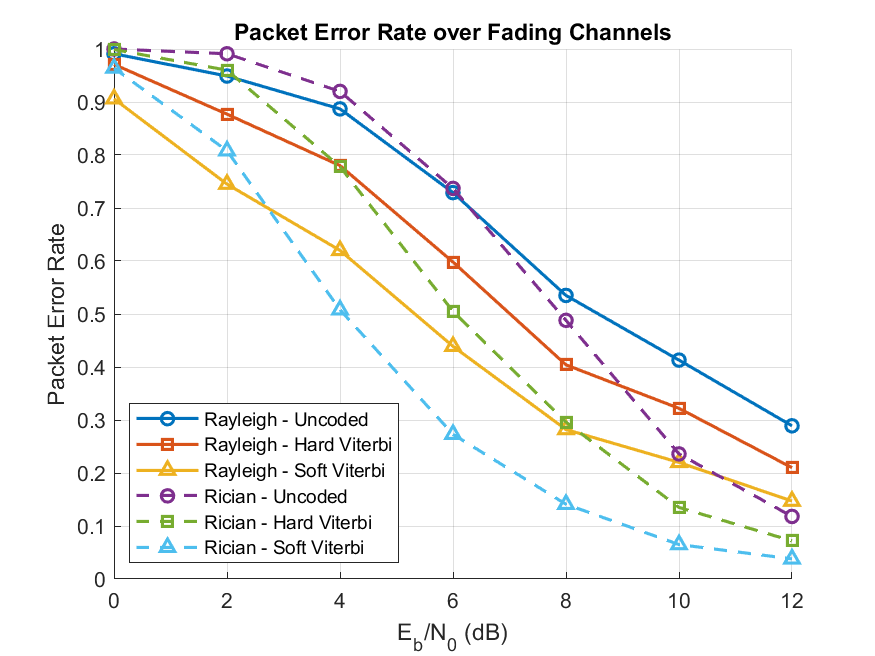 Packet Error Rate over Fading Channels
1
0.9
0.8
0.7
0.6
0.5
0.4
0.3
0.2
0.1
0
Packet Error Rate
Rayleigh - Uncoded
Rayleigh - Hard Viterbi
Rayleigh - Soft Viterbi
Rician - Uncoded
Rician - Hard Viterbi
Rician - Soft Viterbi
0 2 4 6 8 10 12
E_b/N_0 (dB)